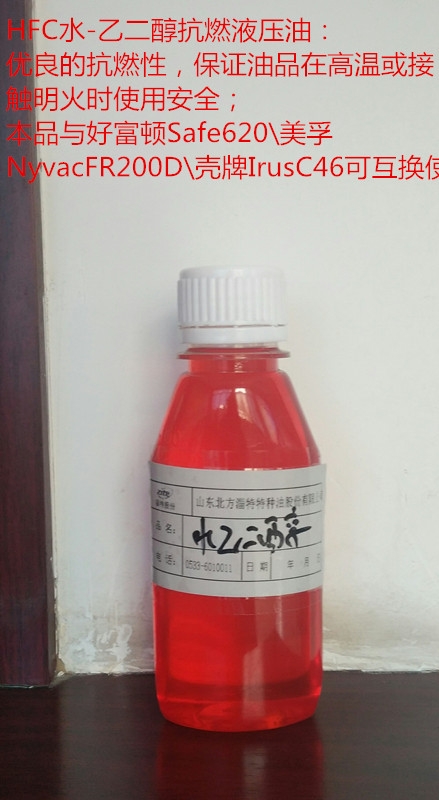 HFC水-乙二醇抗燃液压油：
优良的抗燃性，保证油品在高温或接
触明火时使用安全；
本品与好富顿Safe620\美孚
NyvacFR200D\壳牌IrusC46可互换使
山东北方淄特特种油股份有限公司
品 名： 水乙二醇
电 话： 0533-6010011 日 期 年 月